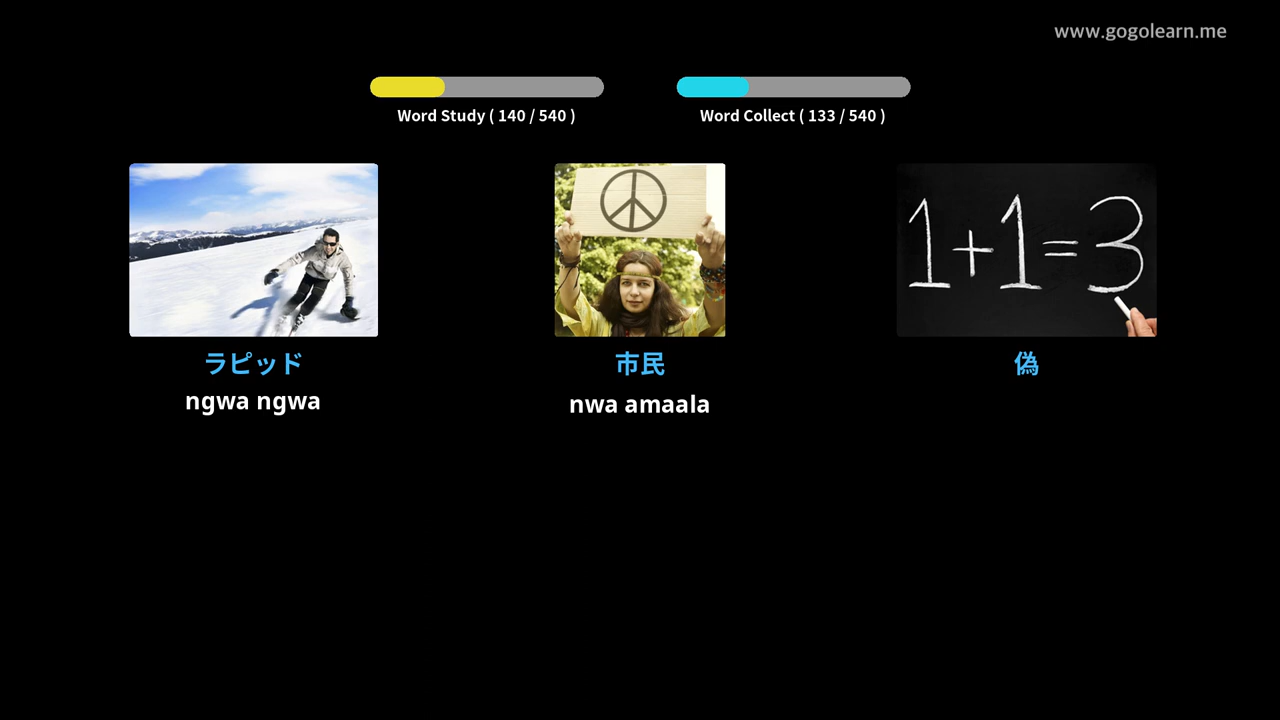 www.gogolearn.me
Word Study ( 140 / 540 )
Word Collect ( 133 / 540 )
1+1=3
ラピッド
市民
偽
ngwa ngwa
nwa amaala